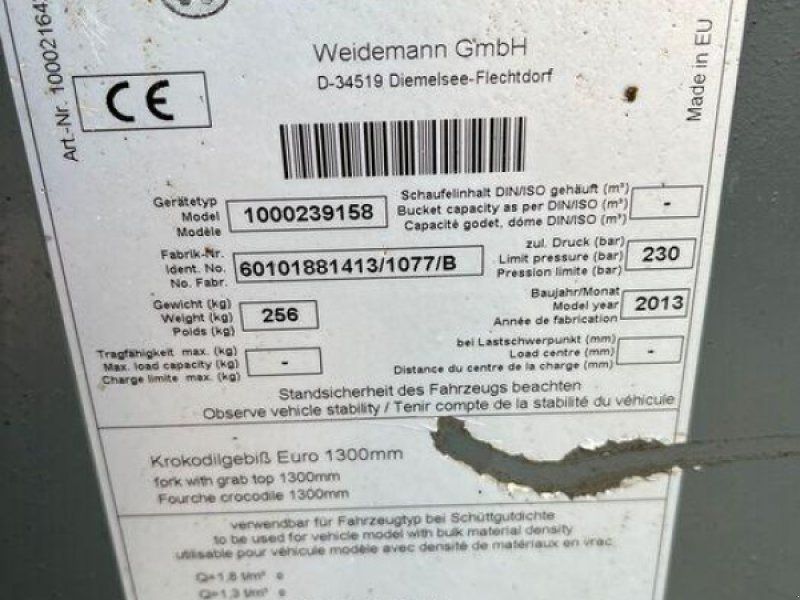 Weidemann GmbH
D-34519 Diemelsee-Flechtdorf
Made in EU
Art.-Nr. 10002164
CE
Gerätetyp
Model
Modèle
1000239158
Schaufelinhalt DIN/ISO gehäuft (m³)
Bucket capacity as per DIN/ISO (m³)
Capacité godet, dôme DIN/ISO (m³)
-
Fabrik-Nr.
Ident. No.
No. Fabr.
60101881413/1077/B
zul. Druck (bar)
Limit pressure (bar)
Pression limite (bar)
230
Gewicht (kg)
Weight (kg)
Poids (kg)
256
Baujahr/Monat
Model year
Année de fabrication
2013
Tragfähigkeit max. (kg)
Max. load capacity (kg)
Charge limite max. (kg)
-
bei Lastschwerpunkt (mm)
Load centre (mm)
Distance du centre de la charge (mm)
-
Standsicherheit des Fahrzeugs beachten
Observe vehicle stability / Tenir compte de la stabilité du véhicule
Krokodilgebiß Euro 1300mm
fork with grab top 1300mm
Fourche crocodile 1300mm
verwendbar für Fahrzeugtyp bei Schüttgutdichte
to be used for vehicle model with bulk material density
utilisable pour véhicule modèle avec densité de matériaux en vrac
Q=1,8 t/m³
Q=1,3 t/m³